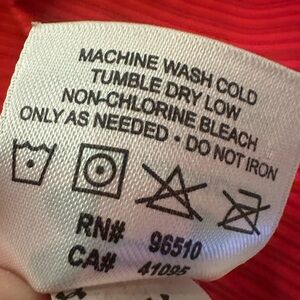 MACHINE WASH COLD
TUMBLE DRY LOW
NON-CHLORINE BLEACH
ONLY AS NEEDED • DO NOT IRON
RN# 96510
CA# 41095